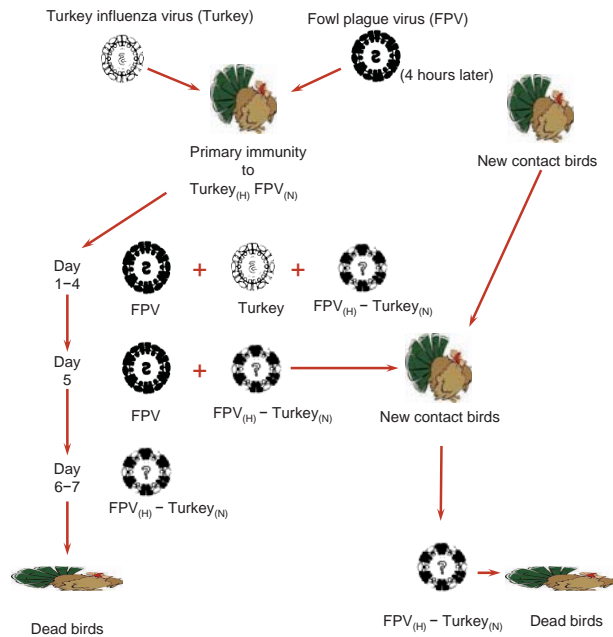 Turkey influenza virus (Turkey)
Fowl plague virus (FPV)
(4 hours later)
Primary immunity
to
Turkey(H) FPV(N)
New contact birds
Day
1–4
FPV
+
Turkey
+
FPV(H) – Turkey(N)
Day
5
FPV
+
FPV(H) – Turkey(N)
New contact birds
Day
6–7
FPV(H) – Turkey(N)
Dead birds
FPV(H) – Turkey(N)
Dead birds